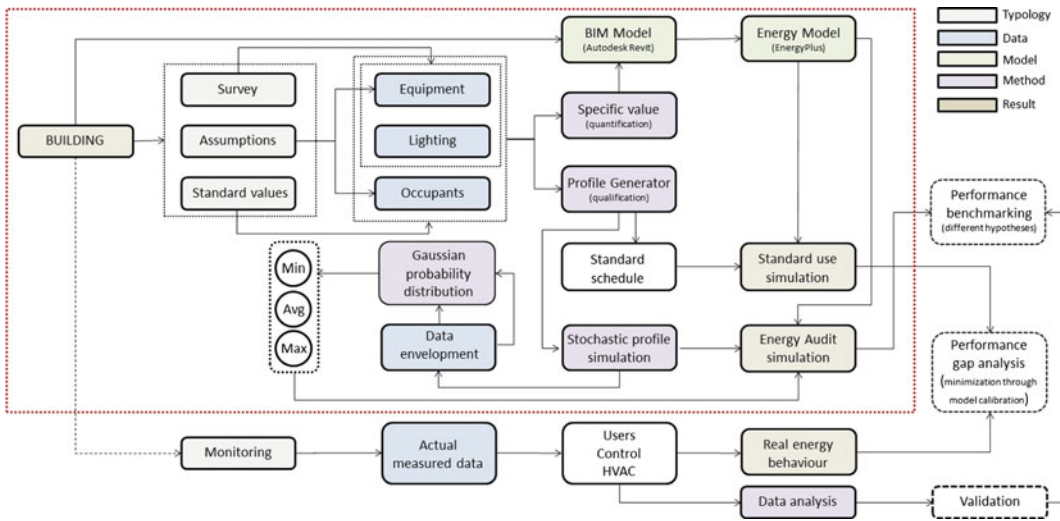 BIM Model
(Autodesk Revit)
Energy Model
(EnergyPlus)
Typology
Data
Model
Method
Result
Survey
Equipment
Specific value
(quantification)
BUILDING
Assumptions
Lighting
Standard values
Occupants
Profile Generator
(qualification)
Performance
benchmarking
(different hypotheses)
Min
Avg
Max
Gaussian
probability
distribution
Standard
schedule
Standard use
simulation
Data
envelopment
Stochastic profile
simulation
Energy Audit
simulation
Performance
gap analysis
(minimization through
model calibration)
Monitoring
Actual
measured data
Users
Control
HVAC
Real energy
behaviour
Data analysis
Validation